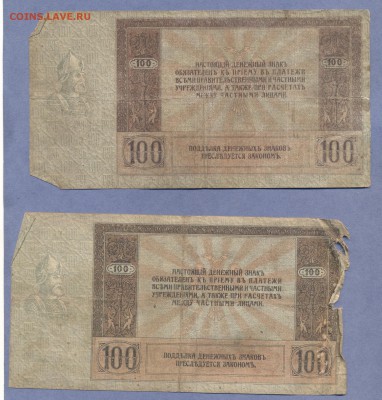 COINS.LAVE.RU
100 100
НАСТОЯЩІЙ ДЕНЕЖНЫЙ ЗНАКЪ
ОБЯЗАТЕЛЕНЪ КЪ ПРІЕМУ ВЪ ПЛАТЕЖИ
ВСѢМИ ПРАВИТЕЛЬСТВЕННЫМИ И ЧАСТНЫМИ
УЧРЕЖДЕНІЯМИ, А ТАКЖЕ ПРИ РАСЧЕТАХЪ
МЕЖДУ ЧАСТНЫМИ ЛИЦАМИ.
100 ПОДДѢЛКА ДЕНЕЖНЫХЪ ЗНАКОВЪ 100
ПРЕСЛѢДУЕТСЯ ЗАКОНОМЪ.
100 100
НАСТОЯЩІЙ ДЕНЕЖНЫЙ ЗНАКЪ
ОБЯЗАТЕЛЕНЪ КЪ ПРІЕМУ ВЪ ПЛАТЕЖИ
ВСѢМИ ПРАВИТЕЛЬСТВЕННЫМИ И ЧАСТНЫМИ
УЧРЕЖДЕНІЯМИ, А ТАКЖЕ ПРИ РАСЧЕТАХЪ
МЕЖДУ ЧАСТНЫМИ ЛИЦАМИ.
100 ПОДДѢЛКА ДЕНЕЖНЫХЪ ЗНАКОВЪ 100
ПРЕСЛѢДУЕТСЯ ЗАКОНОМЪ.